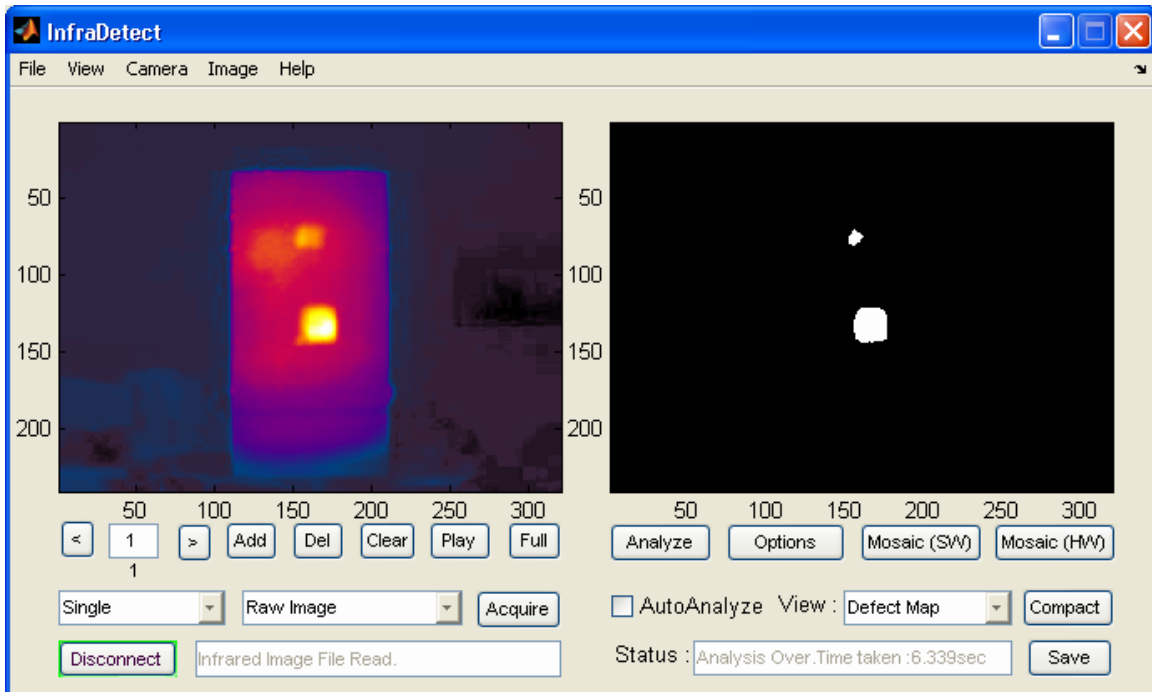 InfraDetect
File View Camera Image Help
50
100
150
200
50 100 150 200 250 300
50
100
150
200
50 100 150 200 250 300
< 1 > Add Del Clear Play Full
1
Analyze Options Mosaic (SW) Mosaic (HW)
Single Raw Image Acquire
AutoAnalyze View : Defect Map Compact
Disconnect Infrared Image File Read.
Status : Analysis Over.Time taken :6.339sec Save